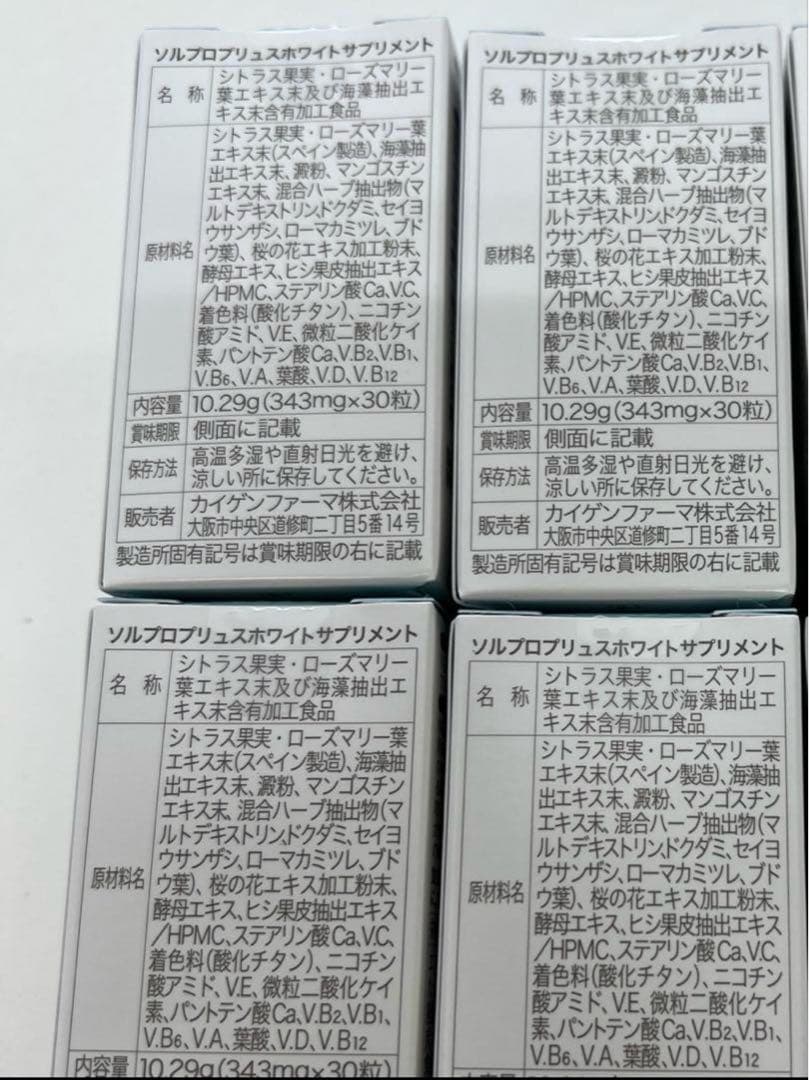 ソルプロプリュスホワイトサプリメント
名 称
シトラス果実・ローズマリー
葉エキス末及び海藻抽出エ
キス末含有加工食品
原材料名
シトラス果実・ローズマリー葉
エキス末(スペイン製造)、海藻抽
出エキス末、澱粉、マンゴスチン
エキス末、混合ハーブ抽出物(マ
ルトデキストリン、ドクダミ、セイヨ
ウサンザシ、ローマカミツレ、ブド
ウ葉)、桜の花エキス加工粉末、
酵母エキス、ヒシ果皮抽出エキス
/HPMC、ステアリン酸Ca、V.C、
着色料(酸化チタン)、ニコチン
酸アミド、V.E、微粒二酸化ケイ
素、パントテン酸Ca、V.B2、V.B1、
V.B6、V.A、葉酸、V.D、V.B12
内容量 10.29g(343mg×30粒)
賞味期限 側面に記載
保存方法
高温多湿や直射日光を避け、
涼しい所に保存してください。
販売者
カイゲンファーマ株式会社
大阪市中央区道修町二丁目5番14号
製造所固有記号は賞味期限の右に記載
ソルプロプリュスホワイトサプリメント
名 称
シトラス果実・ローズマリー
葉エキス末及び海藻抽出エ
キス末含有加工食品
原材料名
シトラス果実・ローズマリー葉
エキス末(スペイン製造)、海藻抽
出エキス末、澱粉、マンゴスチン
エキス末、混合ハーブ抽出物(マ
ルトデキストリン、ドクダミ、セイヨ
ウサンザシ、ローマカミツレ、ブド
ウ葉)、桜の花エキス加工粉末、
酵母エキス、ヒシ果皮抽出エキス
/HPMC、ステアリン酸Ca、V.C、
着色料(酸化チタン)、ニコチン
酸アミド、V.E、微粒二酸化ケイ
素、パントテン酸Ca、V.B2、V.B1、
V.B6、V.A、葉酸、V.D、V.B12
内容量 10.29g(343mg×30粒)
賞味期限 側面に記載
保存方法
高温多湿や直射日光を避け、
涼しい所に保存してください。
販売者
カイゲンファーマ株式会社
大阪市中央区道修町二丁目5番14号
製造所固有記号は賞味期限の右に記載
ソルプロプリュスホワイトサプリメント
名 称
シトラス果実・ローズマリー
葉エキス末及び海藻抽出エ
キス末含有加工食品
原材料名
シトラス果実・ローズマリー葉
エキス末(スペイン製造)、海藻抽
出エキス末、澱粉、マンゴスチン
エキス末、混合ハーブ抽出物(マ
ルトデキストリン、ドクダミ、セイヨ
ウサンザシ、ローマカミツレ、ブド
ウ葉)、桜の花エキス加工粉末、
酵母エキス、ヒシ果皮抽出エキス
/HPMC、ステアリン酸Ca、V.C、
着色料(酸化チタン)、ニコチン
酸アミド、V.E、微粒二酸化ケイ
素、パントテン酸Ca、V.B2、V.B1、
V.B6、V.A、葉酸、V.D、V.B12
内容量 10.29g(343mg×30粒)
ソルプロプリュスホワイトサプリメント
名 称
シトラス果実・ローズマリー
葉エキス末及び海藻抽出エ
キス末含有加工食品
原材料名
シトラス果実・ローズマリー葉
エキス末(スペイン製造)、海藻抽
出エキス末、澱粉、マンゴスチン
エキス末、混合ハーブ抽出物(マ
ルトデキストリン、ドクダミ、セイヨ
ウサンザシ、ローマカミツレ、ブド
ウ葉)、桜の花エキス加工粉末、
酵母エキス、ヒシ果皮抽出エキス
/HPMC、ステアリン酸Ca、V.C、
着色料(酸化チタン)、ニコチン
酸アミド、V.E、微粒二酸化ケイ
素、パントテン酸Ca、V.B2、V.B1、
V.B6、V.A、葉酸、V.D、V.B12